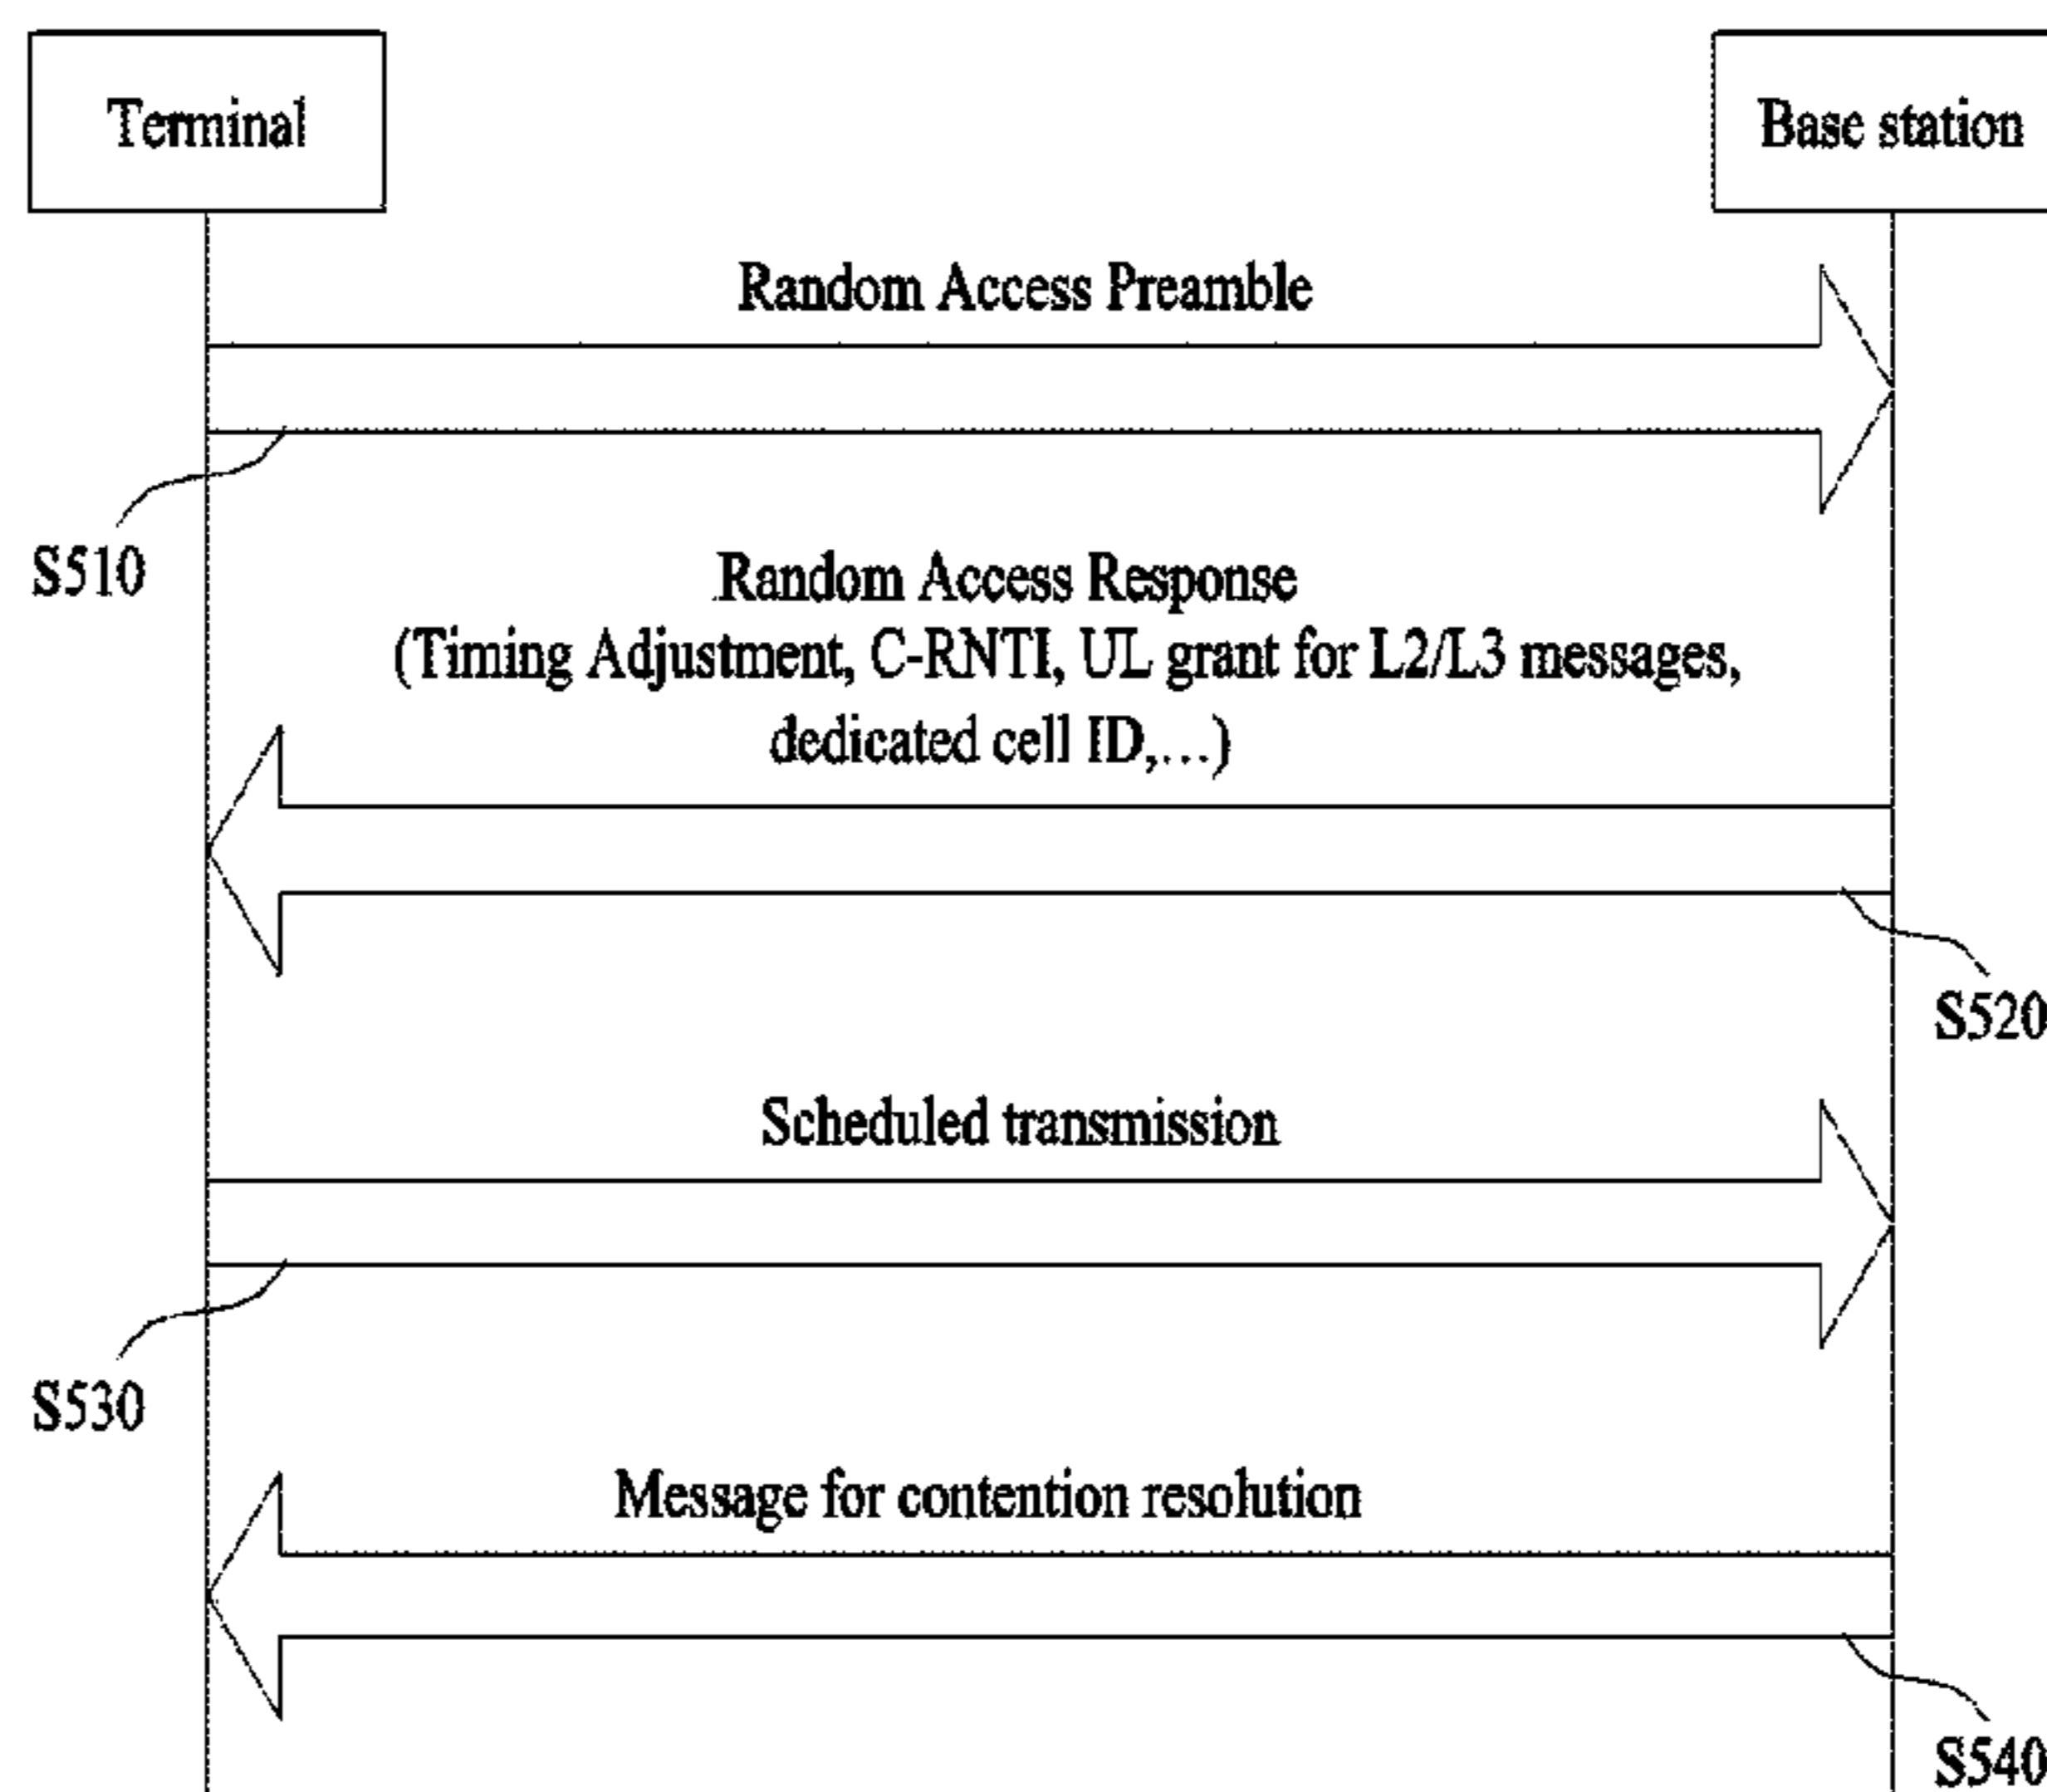 Terminal
Base station
Random Access Preamble
S510
Random Access Response
(Timing Adjustment, C-RNTI, UL grant for L2/L3 messages,
dedicated cell ID,...)
S520
Scheduled transmission
S530
Message for contention resolution
S540